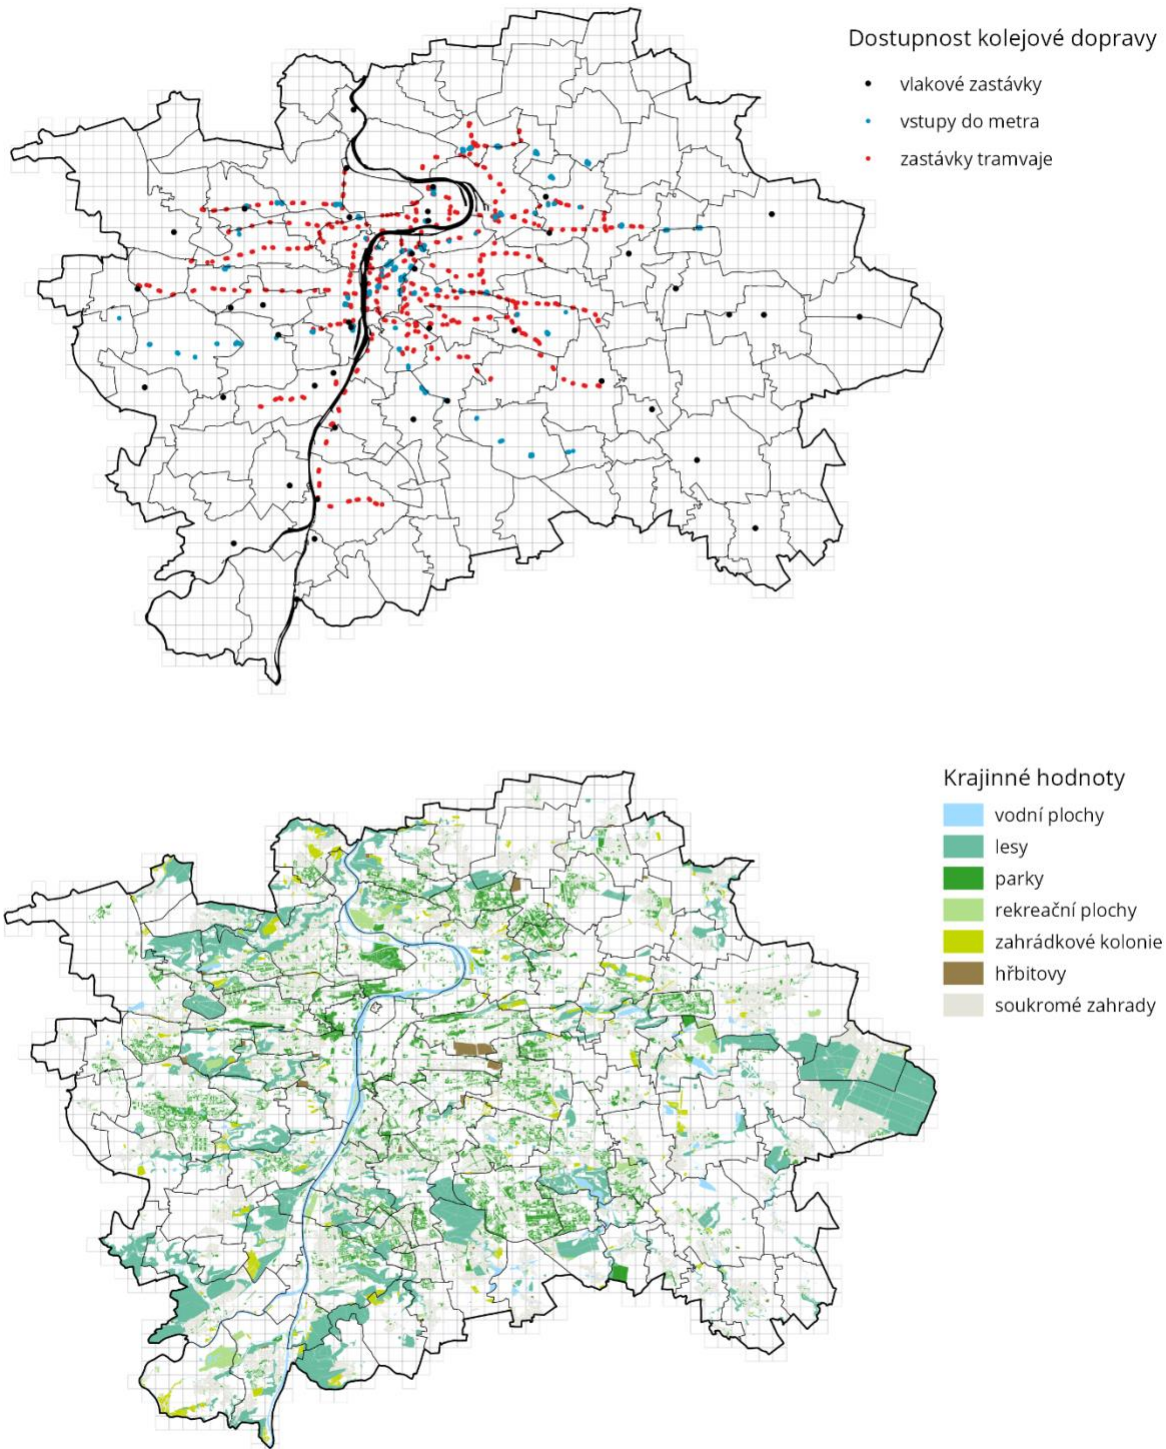 Dostupnost kolejové dopravy
vlakové zastávky
vstupy do metra
zastávky tramvaje
Krajinné hodnoty
vodní plochy
lesy
parky
rekreační plochy
zahrádkové kolonie
hřbitovy
soukromé zahrady